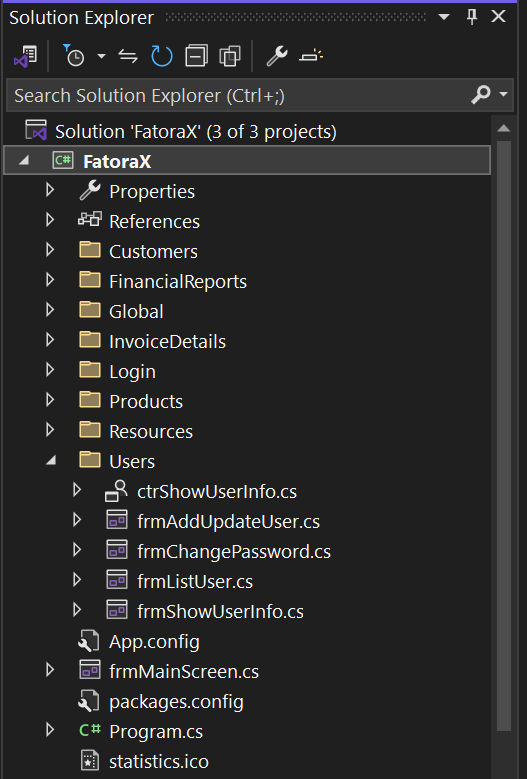 Solution Explorer
Search Solution Explorer (Ctrl+;)
Solution 'FatoraX' (3 of 3 projects)
C# FatoraX
Properties
References
Customers
FinancialReports
Global
InvoiceDetails
Login
Products
Resources
Users
ctrShowUserInfo.cs
frmAddUpdateUser.cs
frmChangePassword.cs
frmListUser.cs
frmShowUserInfo.cs
App.config
frmMainScreen.cs
packages.config
C# Program.cs
statistics.ico